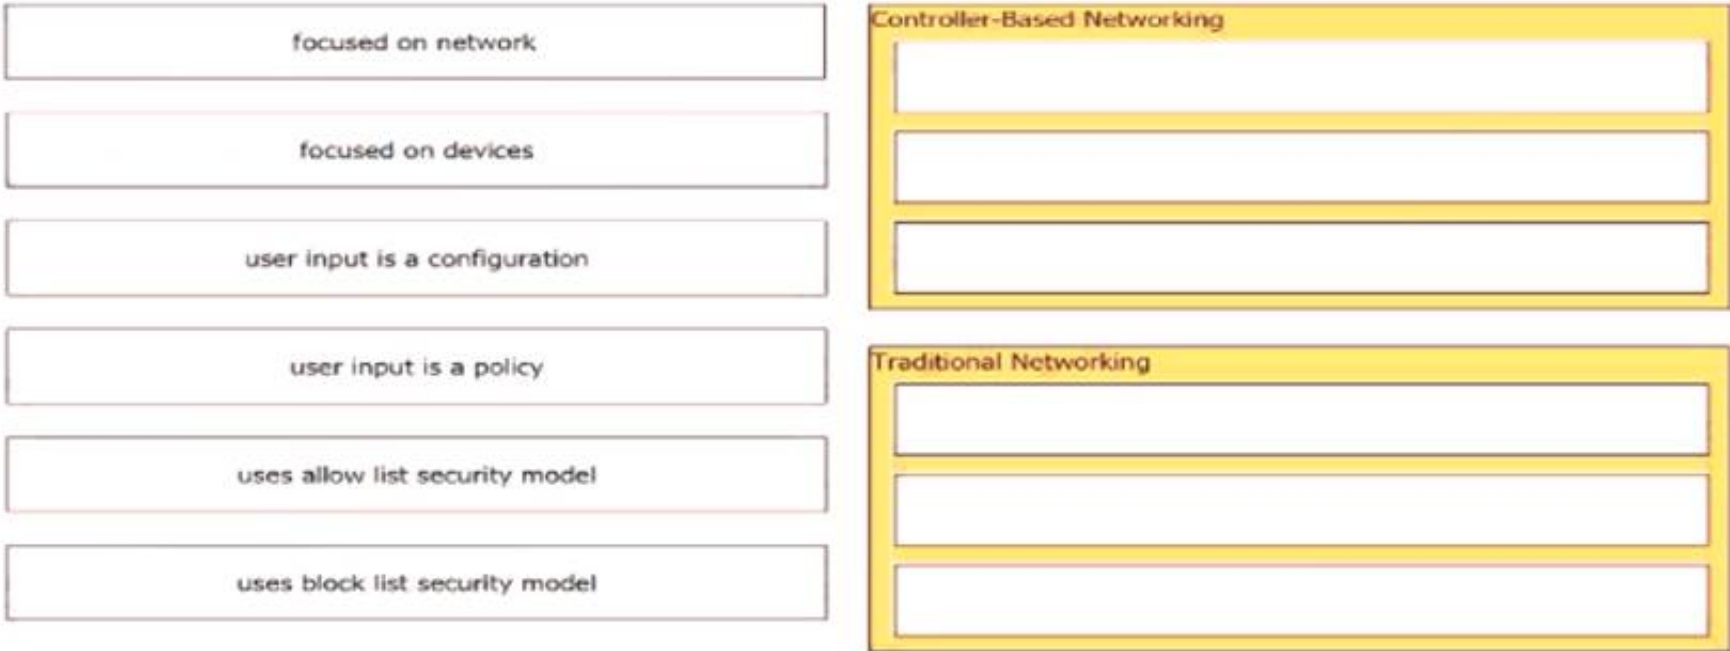 focused on network
focused on devices
user input is a configuration
user input is a policy
uses allow list security model
uses block list security model
Controller-Based Networking
Traditional Networking